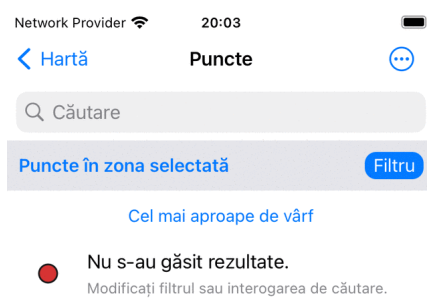 Network Provider 20:03
Hartă Puncte
Căutare
Puncte în zona selectată Filtru
Cel mai aproape de vârf
Nu s-au găsit rezultate.
Modificați filtrul sau interogarea de căutare.